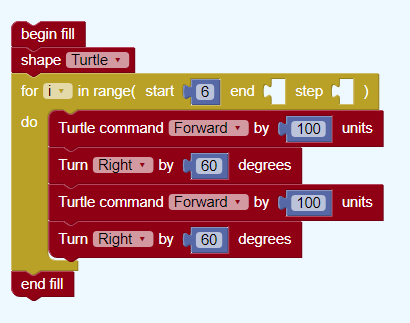 begin fill
shape Turtle
for i in range( start 6 end step )
do
Turtle command Forward by 100 units
Turn Right by 60 degrees
Turtle command Forward by 100 units
Turn Right by 60 degrees
end fill